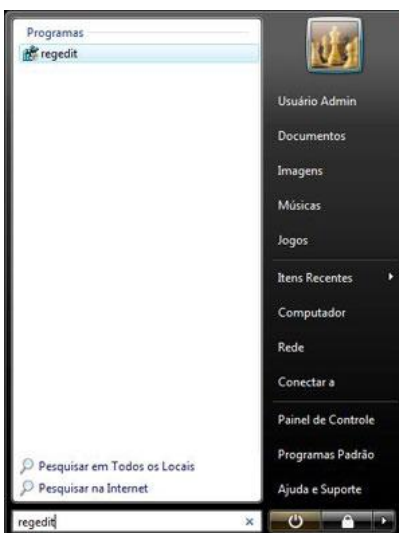 Programas
regedit
Pesquisar em Todos os Locais
Pesquisar na Internet
regedit
Usuário Admin
Documentos
Imagens
Músicas
Jogos
Itens Recentes
Computador
Rede
Conectar a
Painel de Controle
Programas Padrão
Ajuda e Suporte